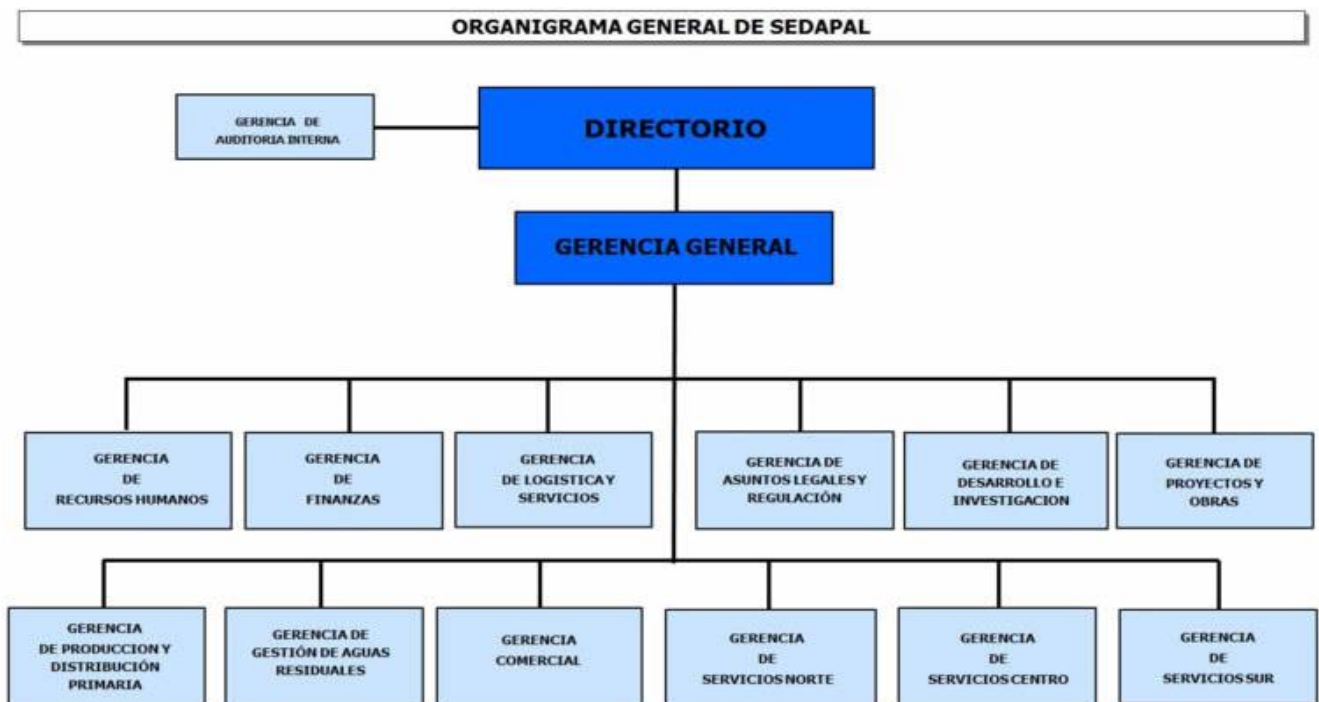 ORGANIGRAMA GENERAL DE SEDAPAL
GERENCIA DE
AUDITORIA INTERNA
DIRECTORIO
GERENCIA GENERAL
GERENCIA
DE
RECURSOS HUMANOS
GERENCIA
DE
FINANZAS
GERENCIA
DE LOGISTICA Y
SERVICIOS
GERENCIA DE
ASUNTOS LEGALES Y
REGULACIÓN
GERENCIA DE
DESARROLLO E
INVESTIGACION
GERENCIA DE
PROYECTOS Y
OBRAS
GERENCIA
DE PRODUCCION Y
DISTRIBUCIÓN
PRIMARIA
GERENCIA DE
GESTIÓN DE AGUAS
RESIDUALES
GERENCIA
COMERCIAL
GERENCIA
DE
SERVICIOS NORTE
GERENCIA
DE
SERVICIOS CENTRO
GERENCIA
DE
SERVICIOS SUR